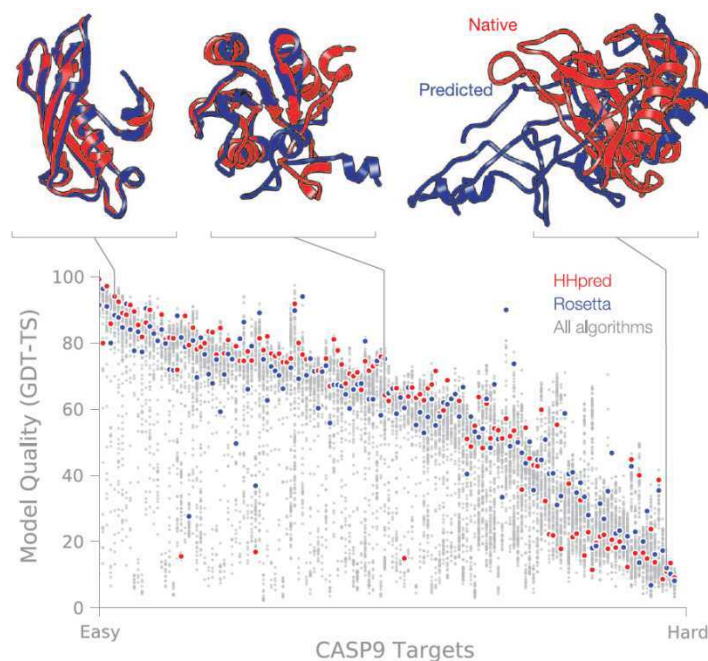 Native
Predicted
HHpred
Rosetta
All algorithms
100
80
60
40
20
0
Model Quality (GDT-TS)
Easy
Hard
CASP9 Targets